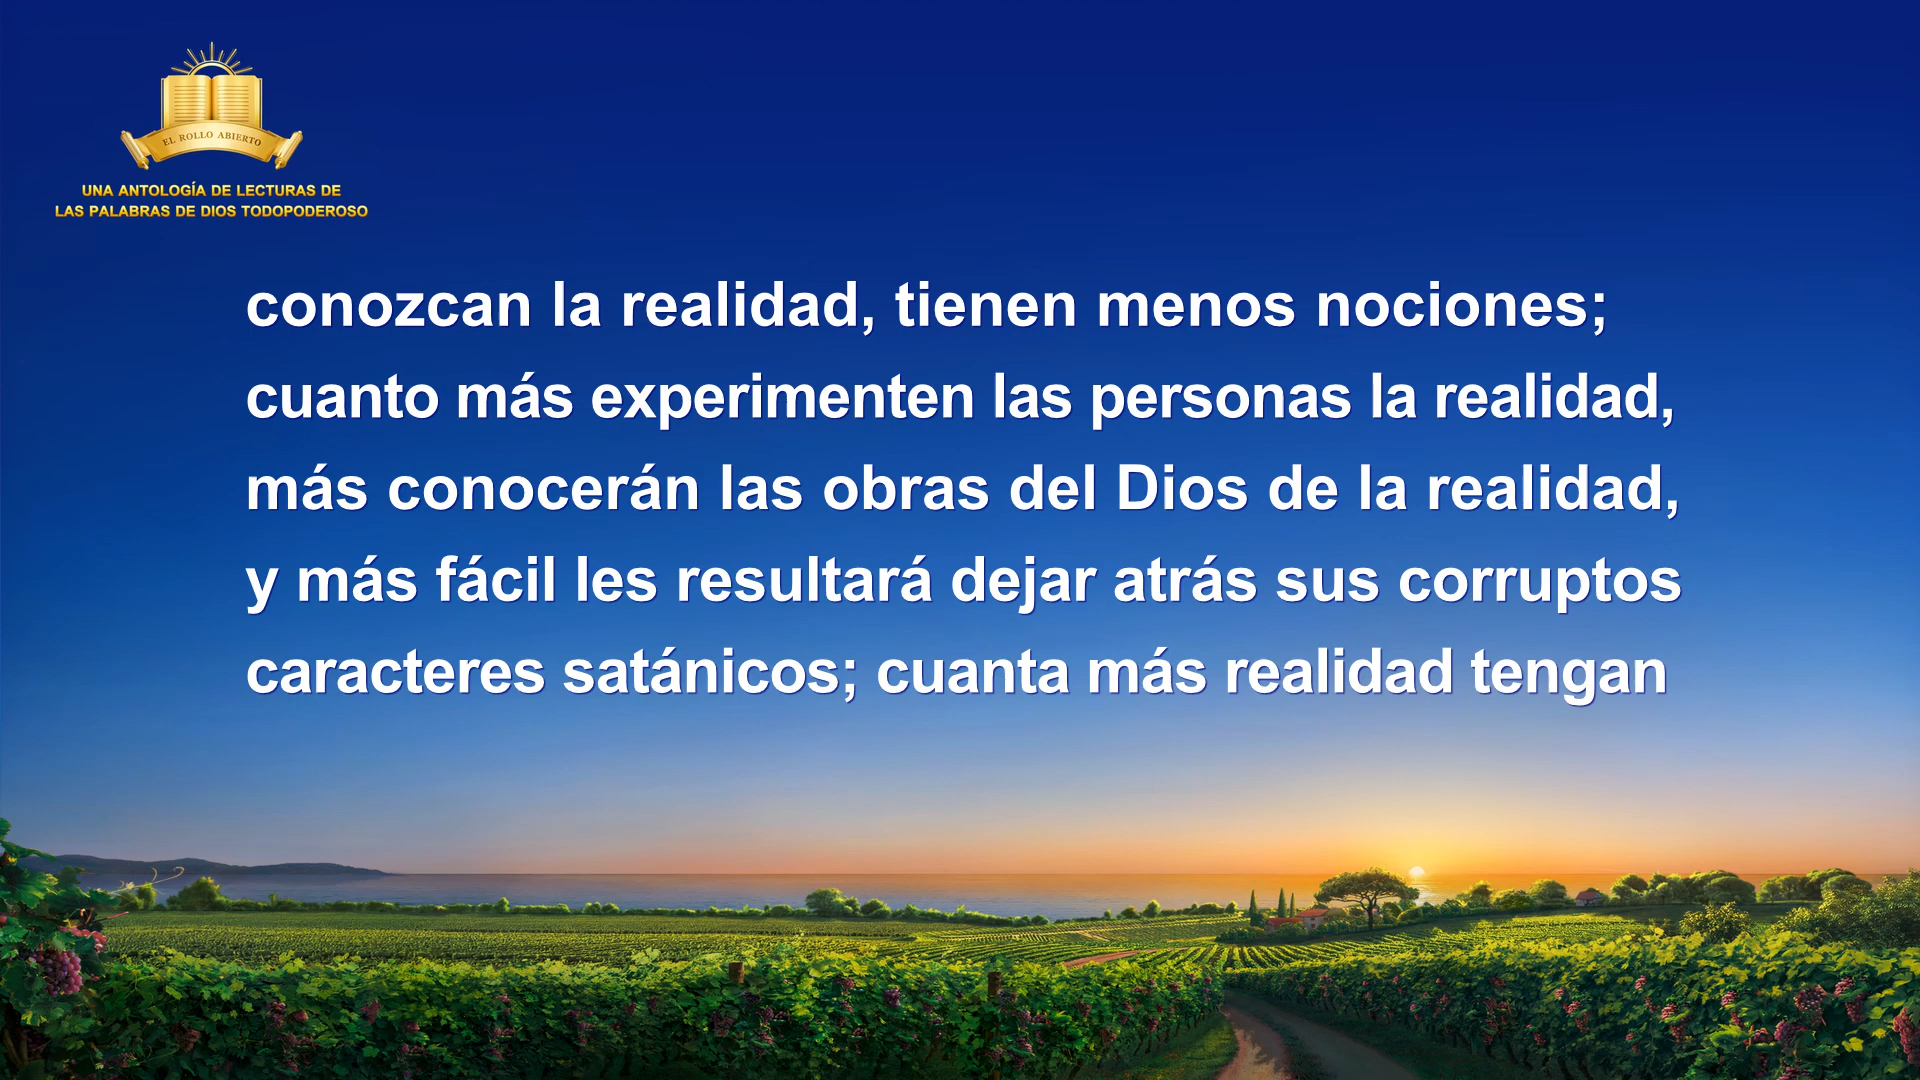 EL ROLLO ABIERTO
UNA ANTOLOGÍA DE LECTURAS DE
LAS PALABRAS DE DIOS TODOPODEROSO
conozcan la realidad, tienen menos nociones;
cuanto más experimenten las personas la realidad,
más conocerán las obras del Dios de la realidad,
y más fácil les resultará dejar atrás sus corruptos
caracteres satánicos; cuanta más realidad tengan